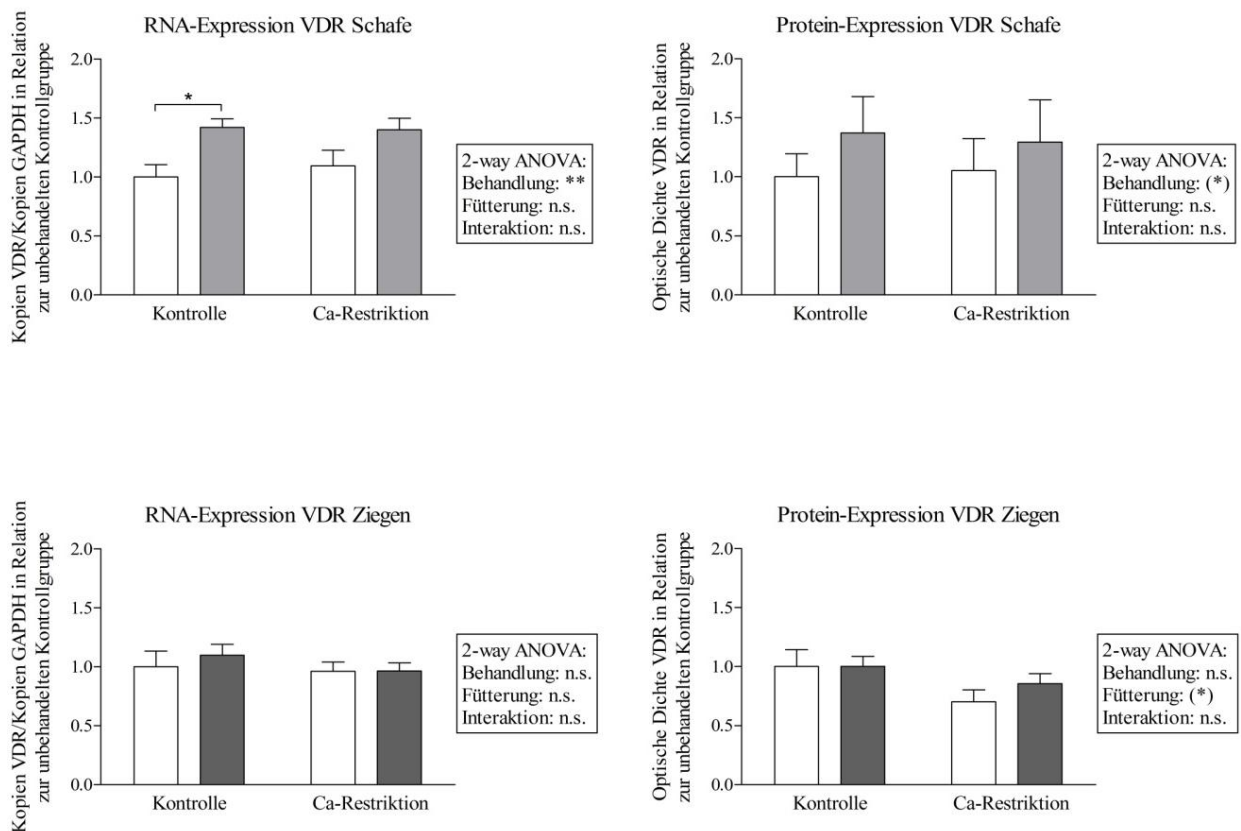 RNA-Expression VDR Schafe
Kopien VDR/Kopien GAPDH in Relation
zur unbehandelten Kontrollgruppe
2.0
1.5
1.0
0.5
0.0
*
Kontrolle
Ca-Restriktion
2-way ANOVA:
Behandlung: **
Fütterung: n.s.
Interaktion: n.s.
Protein-Expression VDR Schafe
Optische Dichte VDR in Relation
zur unbehandelten Kontrollgruppe
2.0
1.5
1.0
0.5
0.0
Kontrolle
Ca-Restriktion
2-way ANOVA:
Behandlung: (*)
Fütterung: n.s.
Interaktion: n.s.
RNA-Expression VDR Ziegen
Kopien VDR/Kopien GAPDH in Relation
zur unbehandelten Kontrollgruppe
2.0
1.5
1.0
0.5
0.0
Kontrolle
Ca-Restriktion
2-way ANOVA:
Behandlung: n.s.
Fütterung: n.s.
Interaktion: n.s.
Protein-Expression VDR Ziegen
Optische Dichte VDR in Relation
zur unbehandelten Kontrollgruppe
2.0
1.5
1.0
0.5
0.0
Kontrolle
Ca-Restriktion
2-way ANOVA:
Behandlung: n.s.
Fütterung: (*)
Interaktion: n.s.